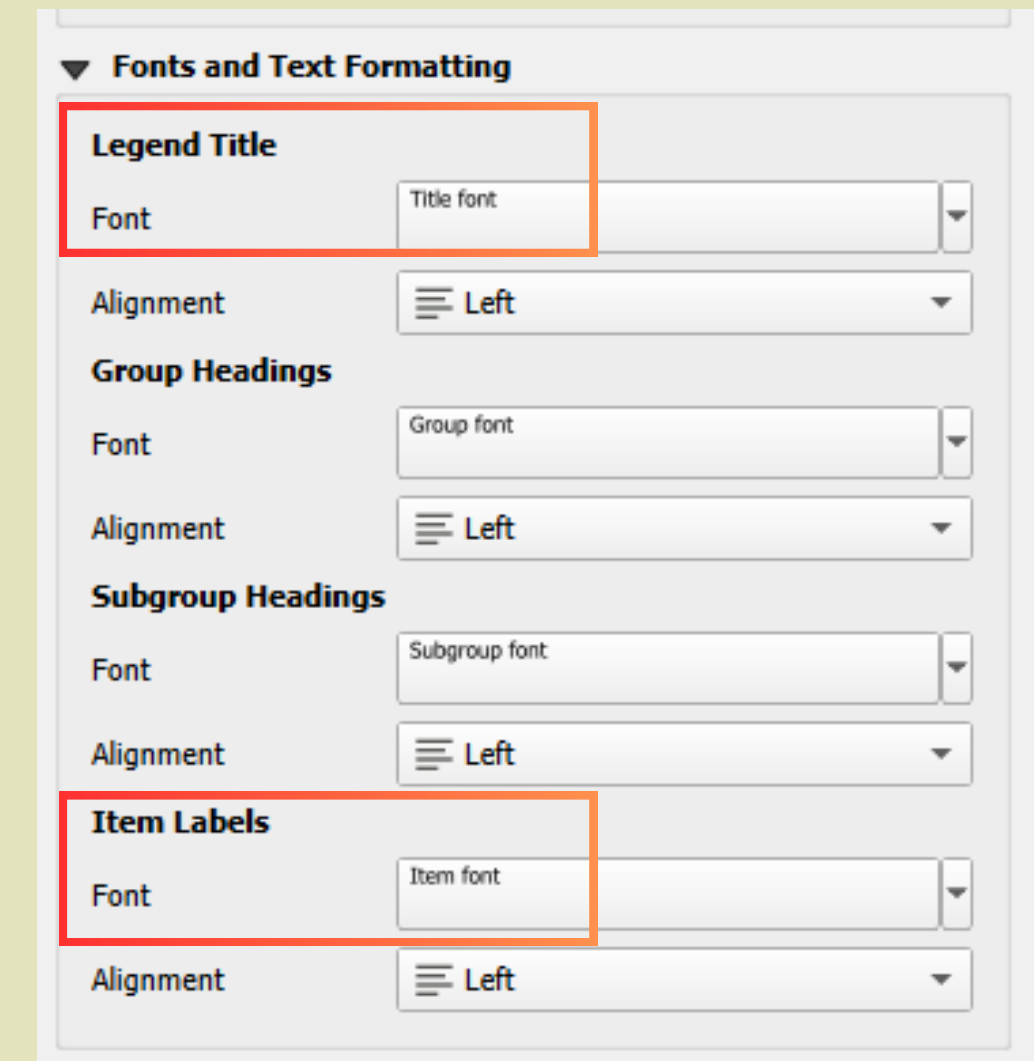 Fonts and Text Formatting
Legend Title
Font Title font
Alignment Left
Group Headings
Font Group font
Alignment Left
Subgroup Headings
Font Subgroup font
Alignment Left
Item Labels
Font Item font
Alignment Left